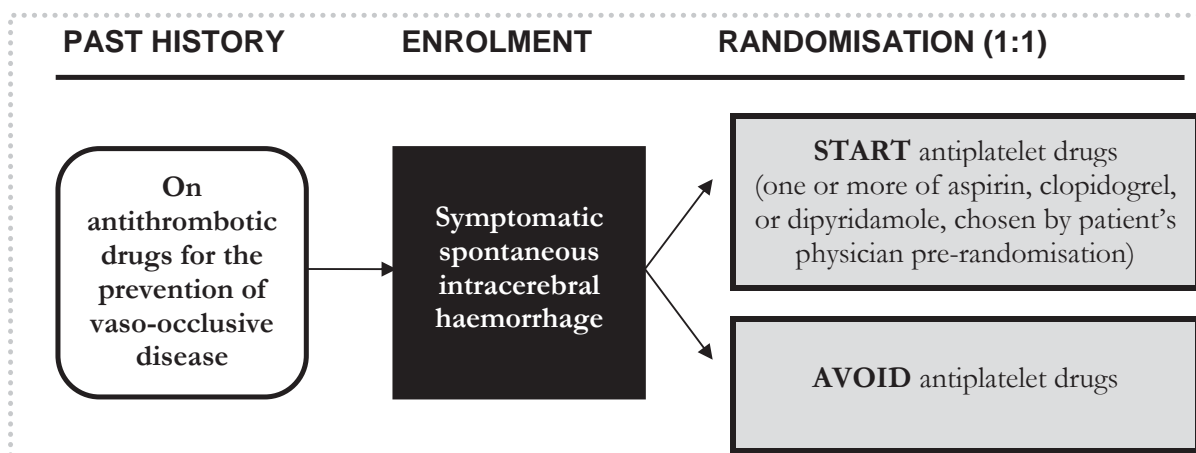 PAST HISTORY
ENROLMENT
RANDOMISATION (1:1)
On
antithrombotic
drugs for the
prevention of
vaso-occlusive
disease
Symptomatic
spontaneous
intracerebral
haemorrhage
START antiplatelet drugs
(one or more of aspirin, clopidogrel,
or dipyridamole, chosen by patient’s
physician pre-randomisation)
AVOID antiplatelet drugs